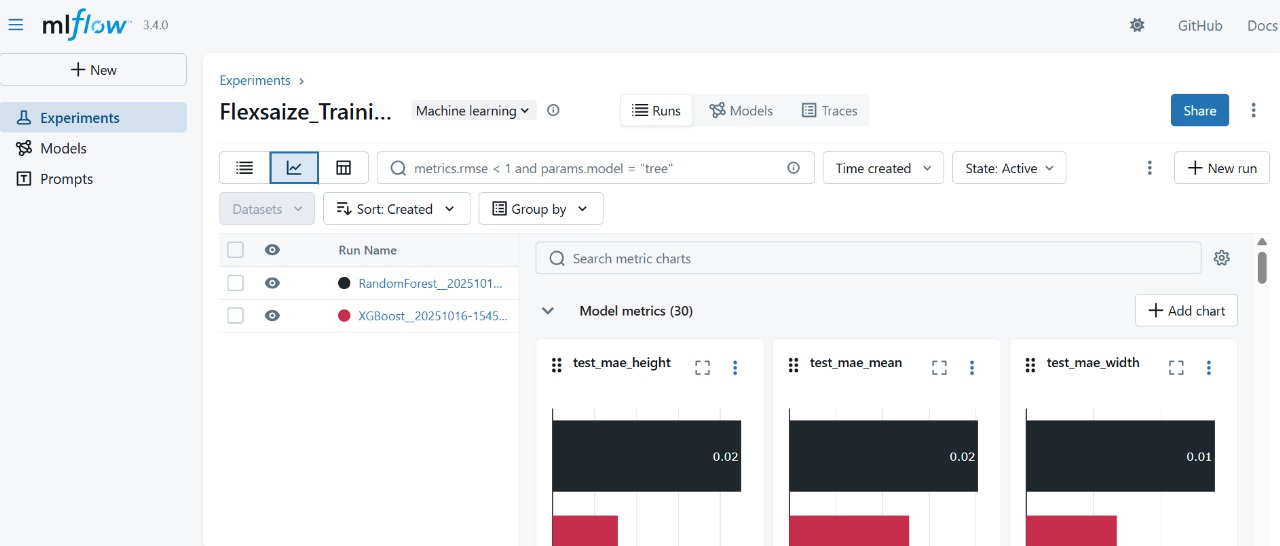 mlflow 3.4.0
GitHub
Docs
New
Experiments
Models
Prompts
Experiments ›
Flexsaize_Traini...
Machine learning
Runs
Models
Traces
Share
metrics.rmse < 1 and params.model = "tree"
Time created
State: Active
New run
Datasets
Sort: Created
Group by
Run Name
RandomForest__2025101...
XGBoost__20251016-1545...
Search metric charts
Model metrics (30)
Add chart
test_mae_height
0.02
test_mae_mean
0.02
test_mae_width
0.01